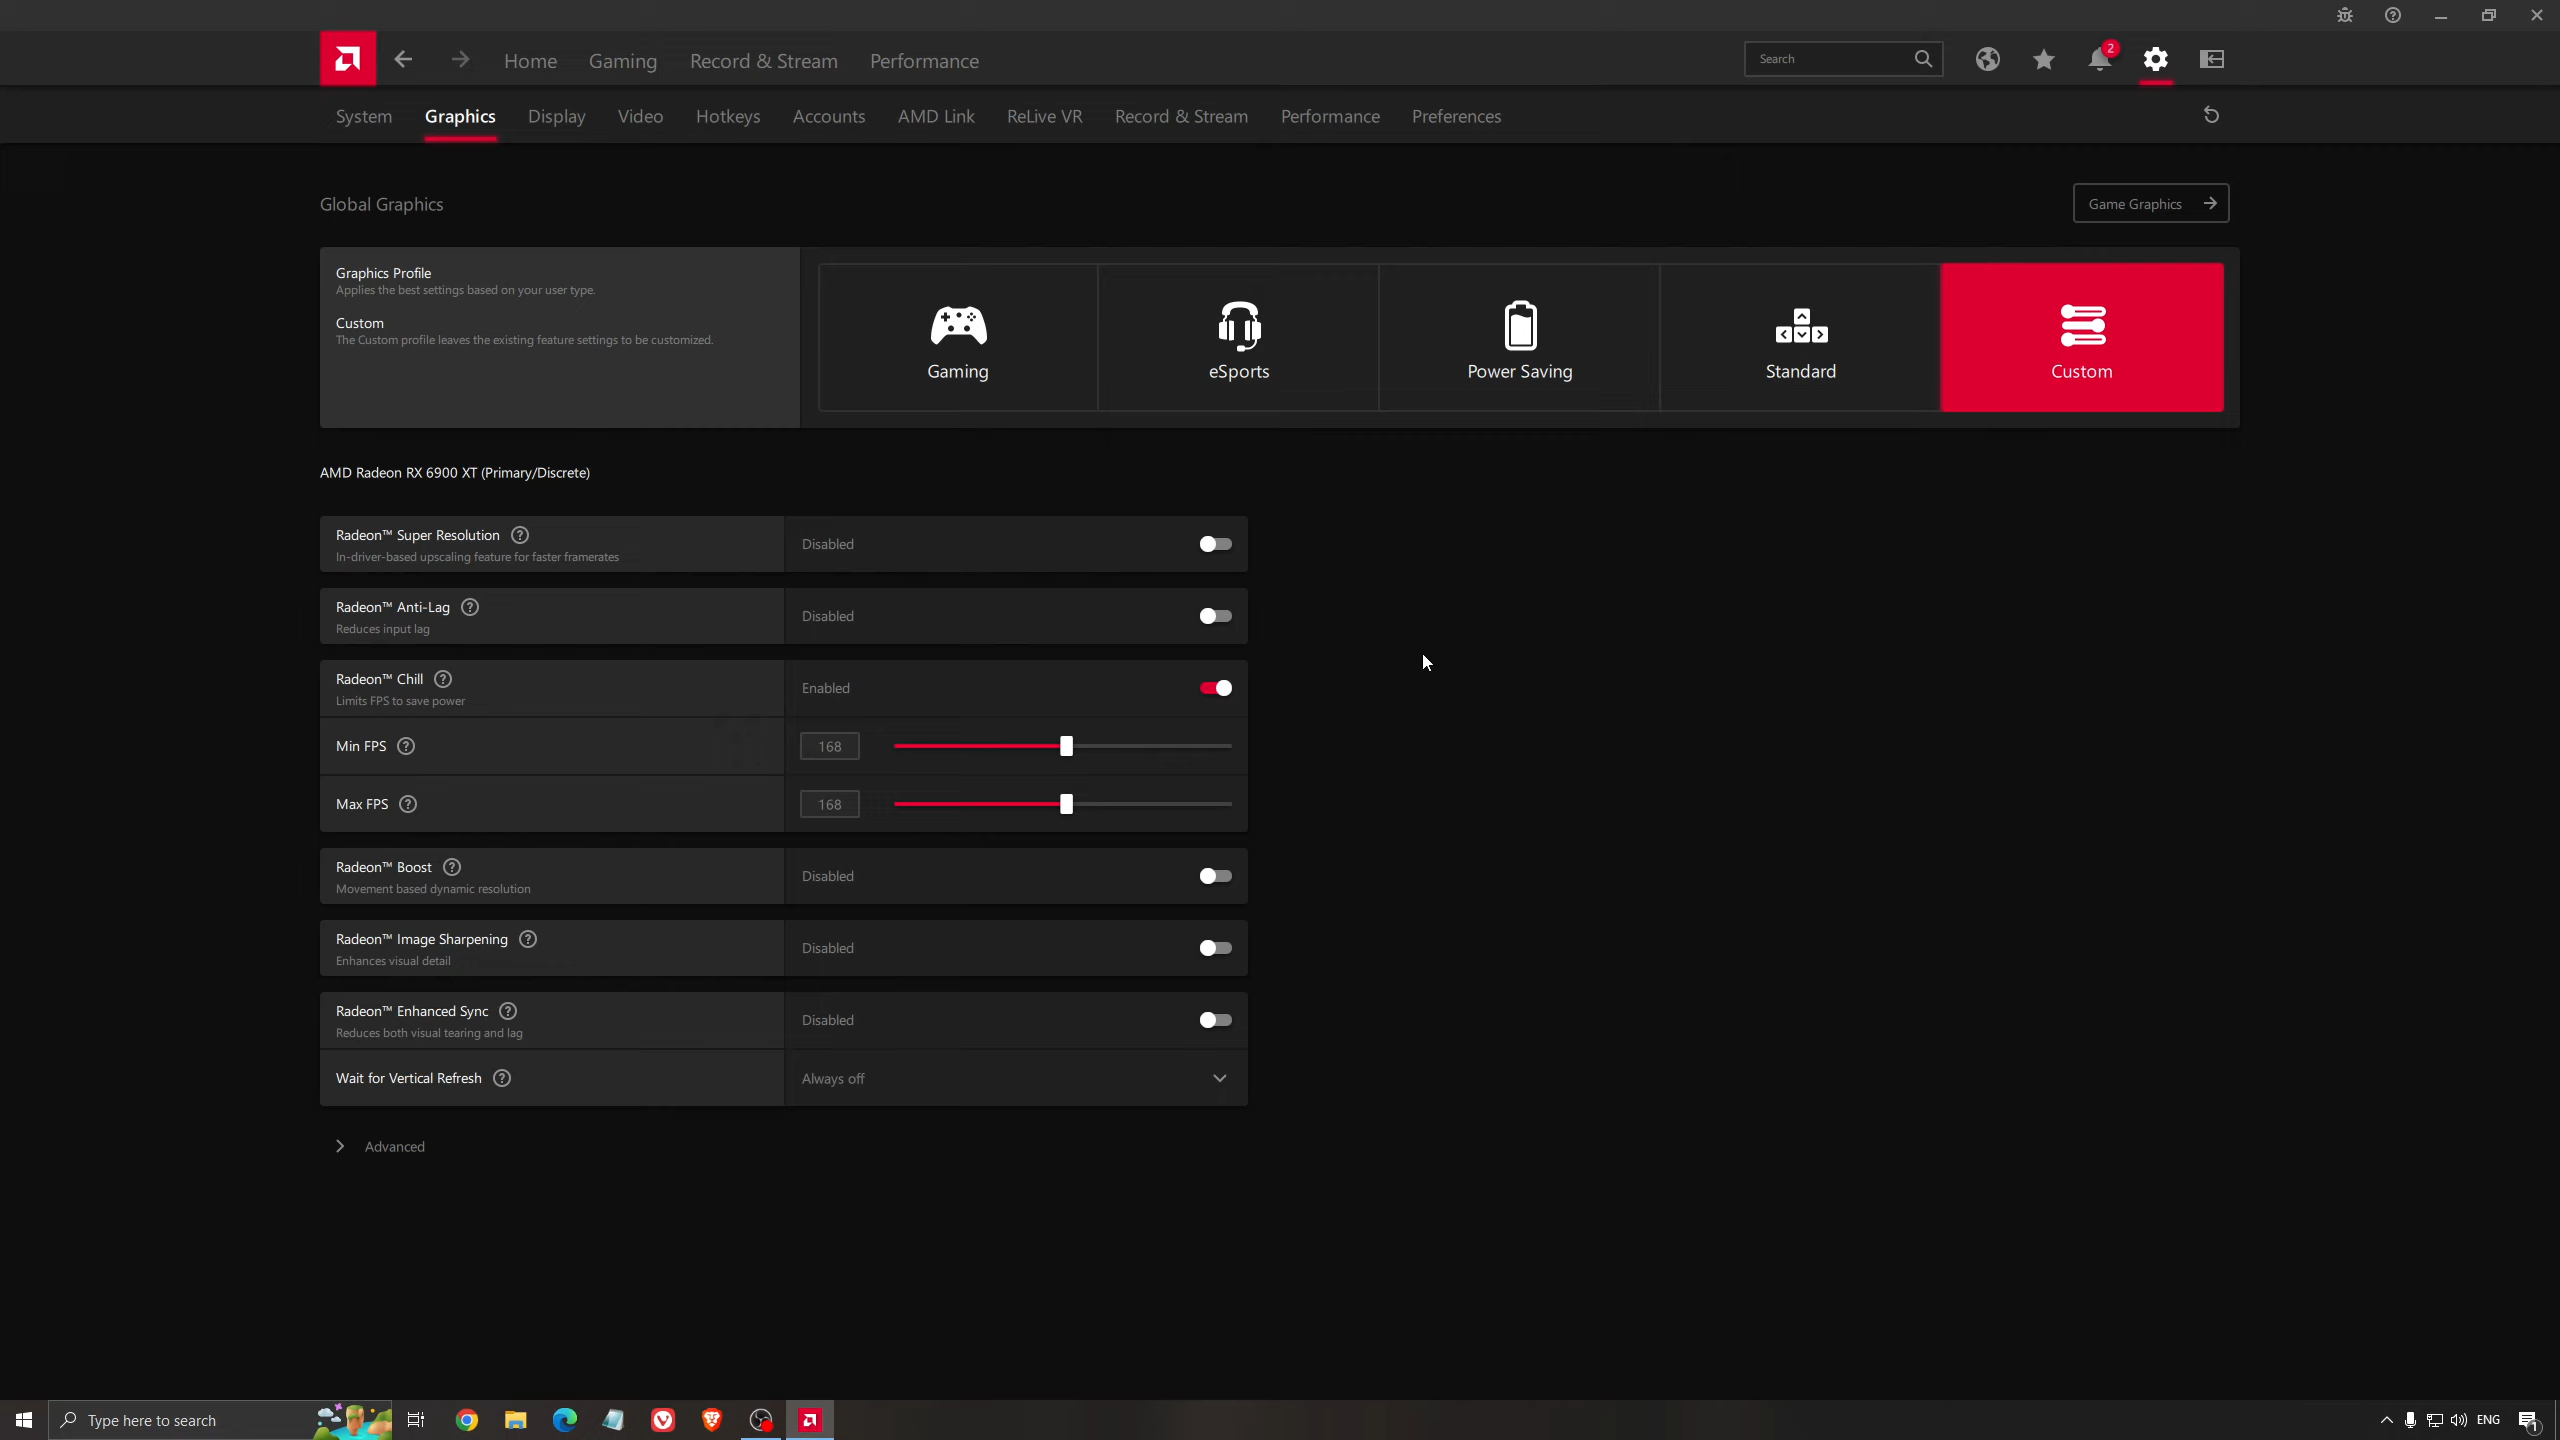 Home Gaming Record & Stream Performance Search 2
System Graphics Display Video Hotkeys Accounts AMD Link ReLive VR Record & Stream Performance Preferences
Global Graphics Game Graphics
Graphics Profile
Applies the best settings based on your user type.
Custom
The Custom profile leaves the existing feature settings to be customized.
Gaming eSports Power Saving Standard Custom
AMD Radeon RX 6900 XT (Primary/Discrete)
Radeon™ Super Resolution
In-driver-based upscaling feature for faster framerates
Disabled
Radeon™ Anti-Lag
Reduces input lag
Disabled
Radeon™ Chill
Limits FPS to save power
Enabled
Min FPS 168
Max FPS 168
Radeon™ Boost
Movement based dynamic resolution
Disabled
Radeon™ Image Sharpening
Enhances visual detail
Disabled
Radeon™ Enhanced Sync
Reduces both visual tearing and lag
Disabled
Wait for Vertical Refresh Always off
Advanced
Type here to search ENG 1